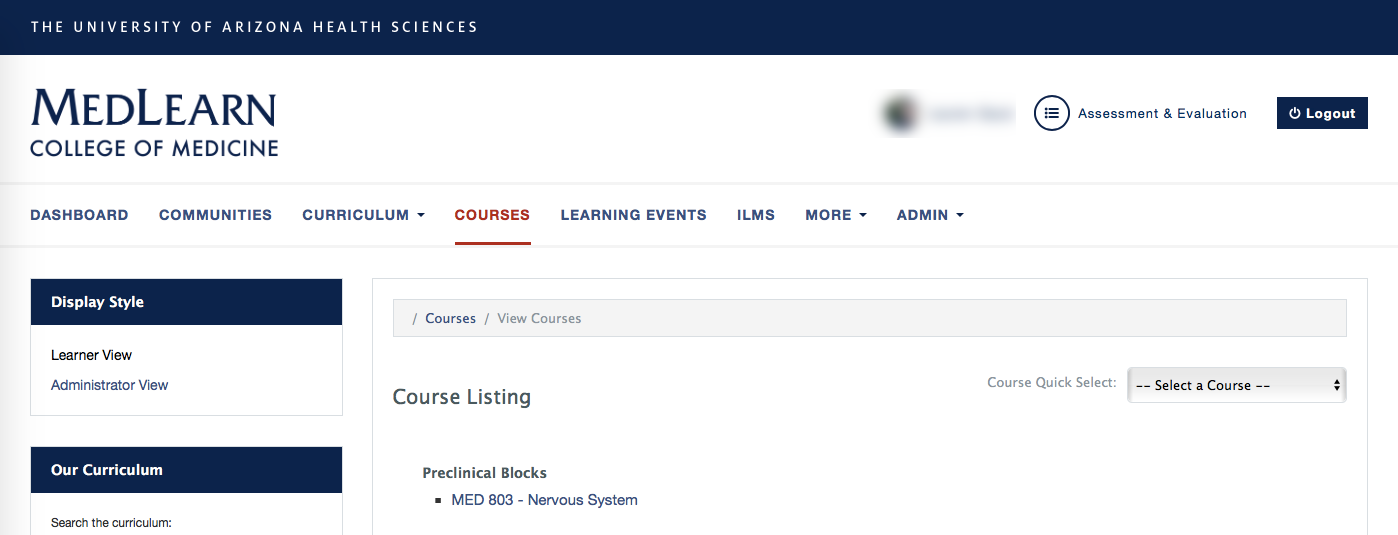 THE UNIVERSITY OF ARIZONA HEALTH SCIENCES
MEDLEARN
COLLEGE OF MEDICINE
Assessment & Evaluation
Logout
DASHBOARD COMMUNITIES CURRICULUM COURSES LEARNING EVENTS ILMS MORE ADMIN
Display Style
Learner View
Administrator View
Our Curriculum
Search the curriculum:
/ Courses / View Courses
Course Quick Select: -- Select a Course --
Course Listing
Preclinical Blocks
▪ MED 803 - Nervous System